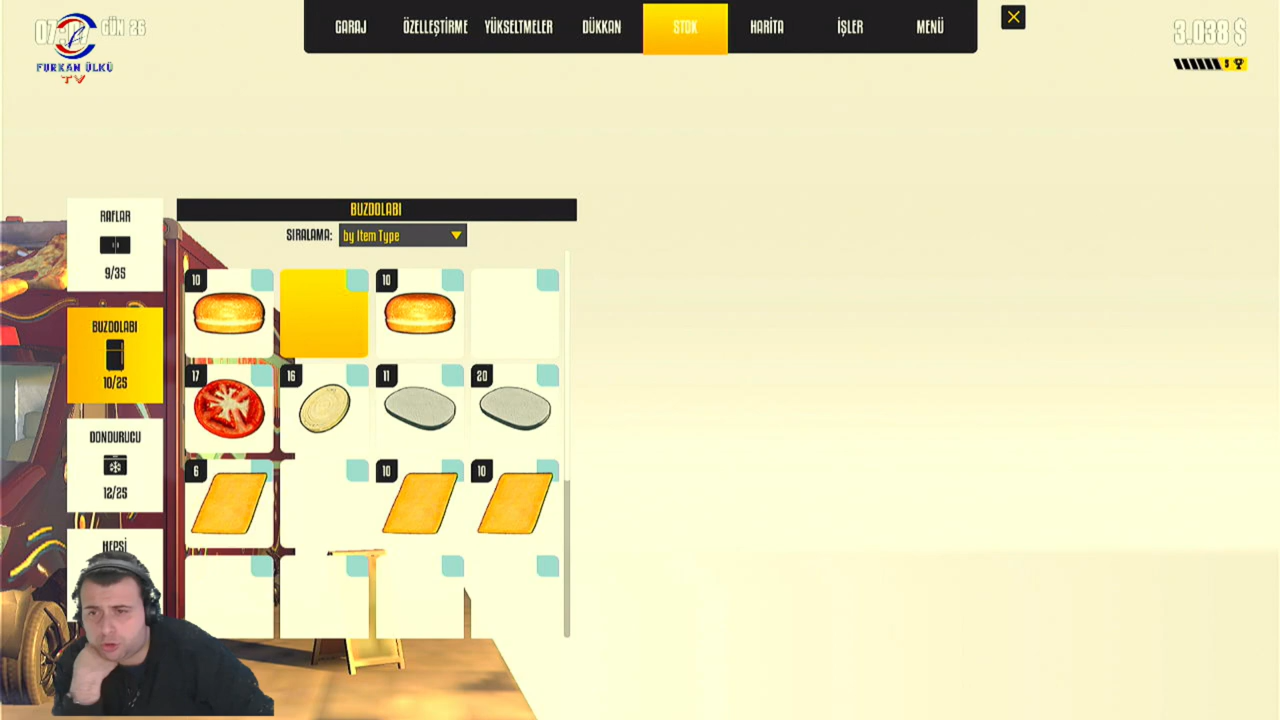 GÜN 26
FURKAN ÜLKÜ
TV
GARAJ
ÖZELLEŞTİRME
YÜKSELTMELER
DÜKKAN
STOK
HARİTA
İŞLER
MENÜ
3.038 $
5
RAFLAR
9/35
BUZDOLABI
10/25
DONDURUCU
12/25
HEPSİ
BUZDOLABI
SIRALAMA: by Item Type
10
10
17
16
11
20
6
10
10